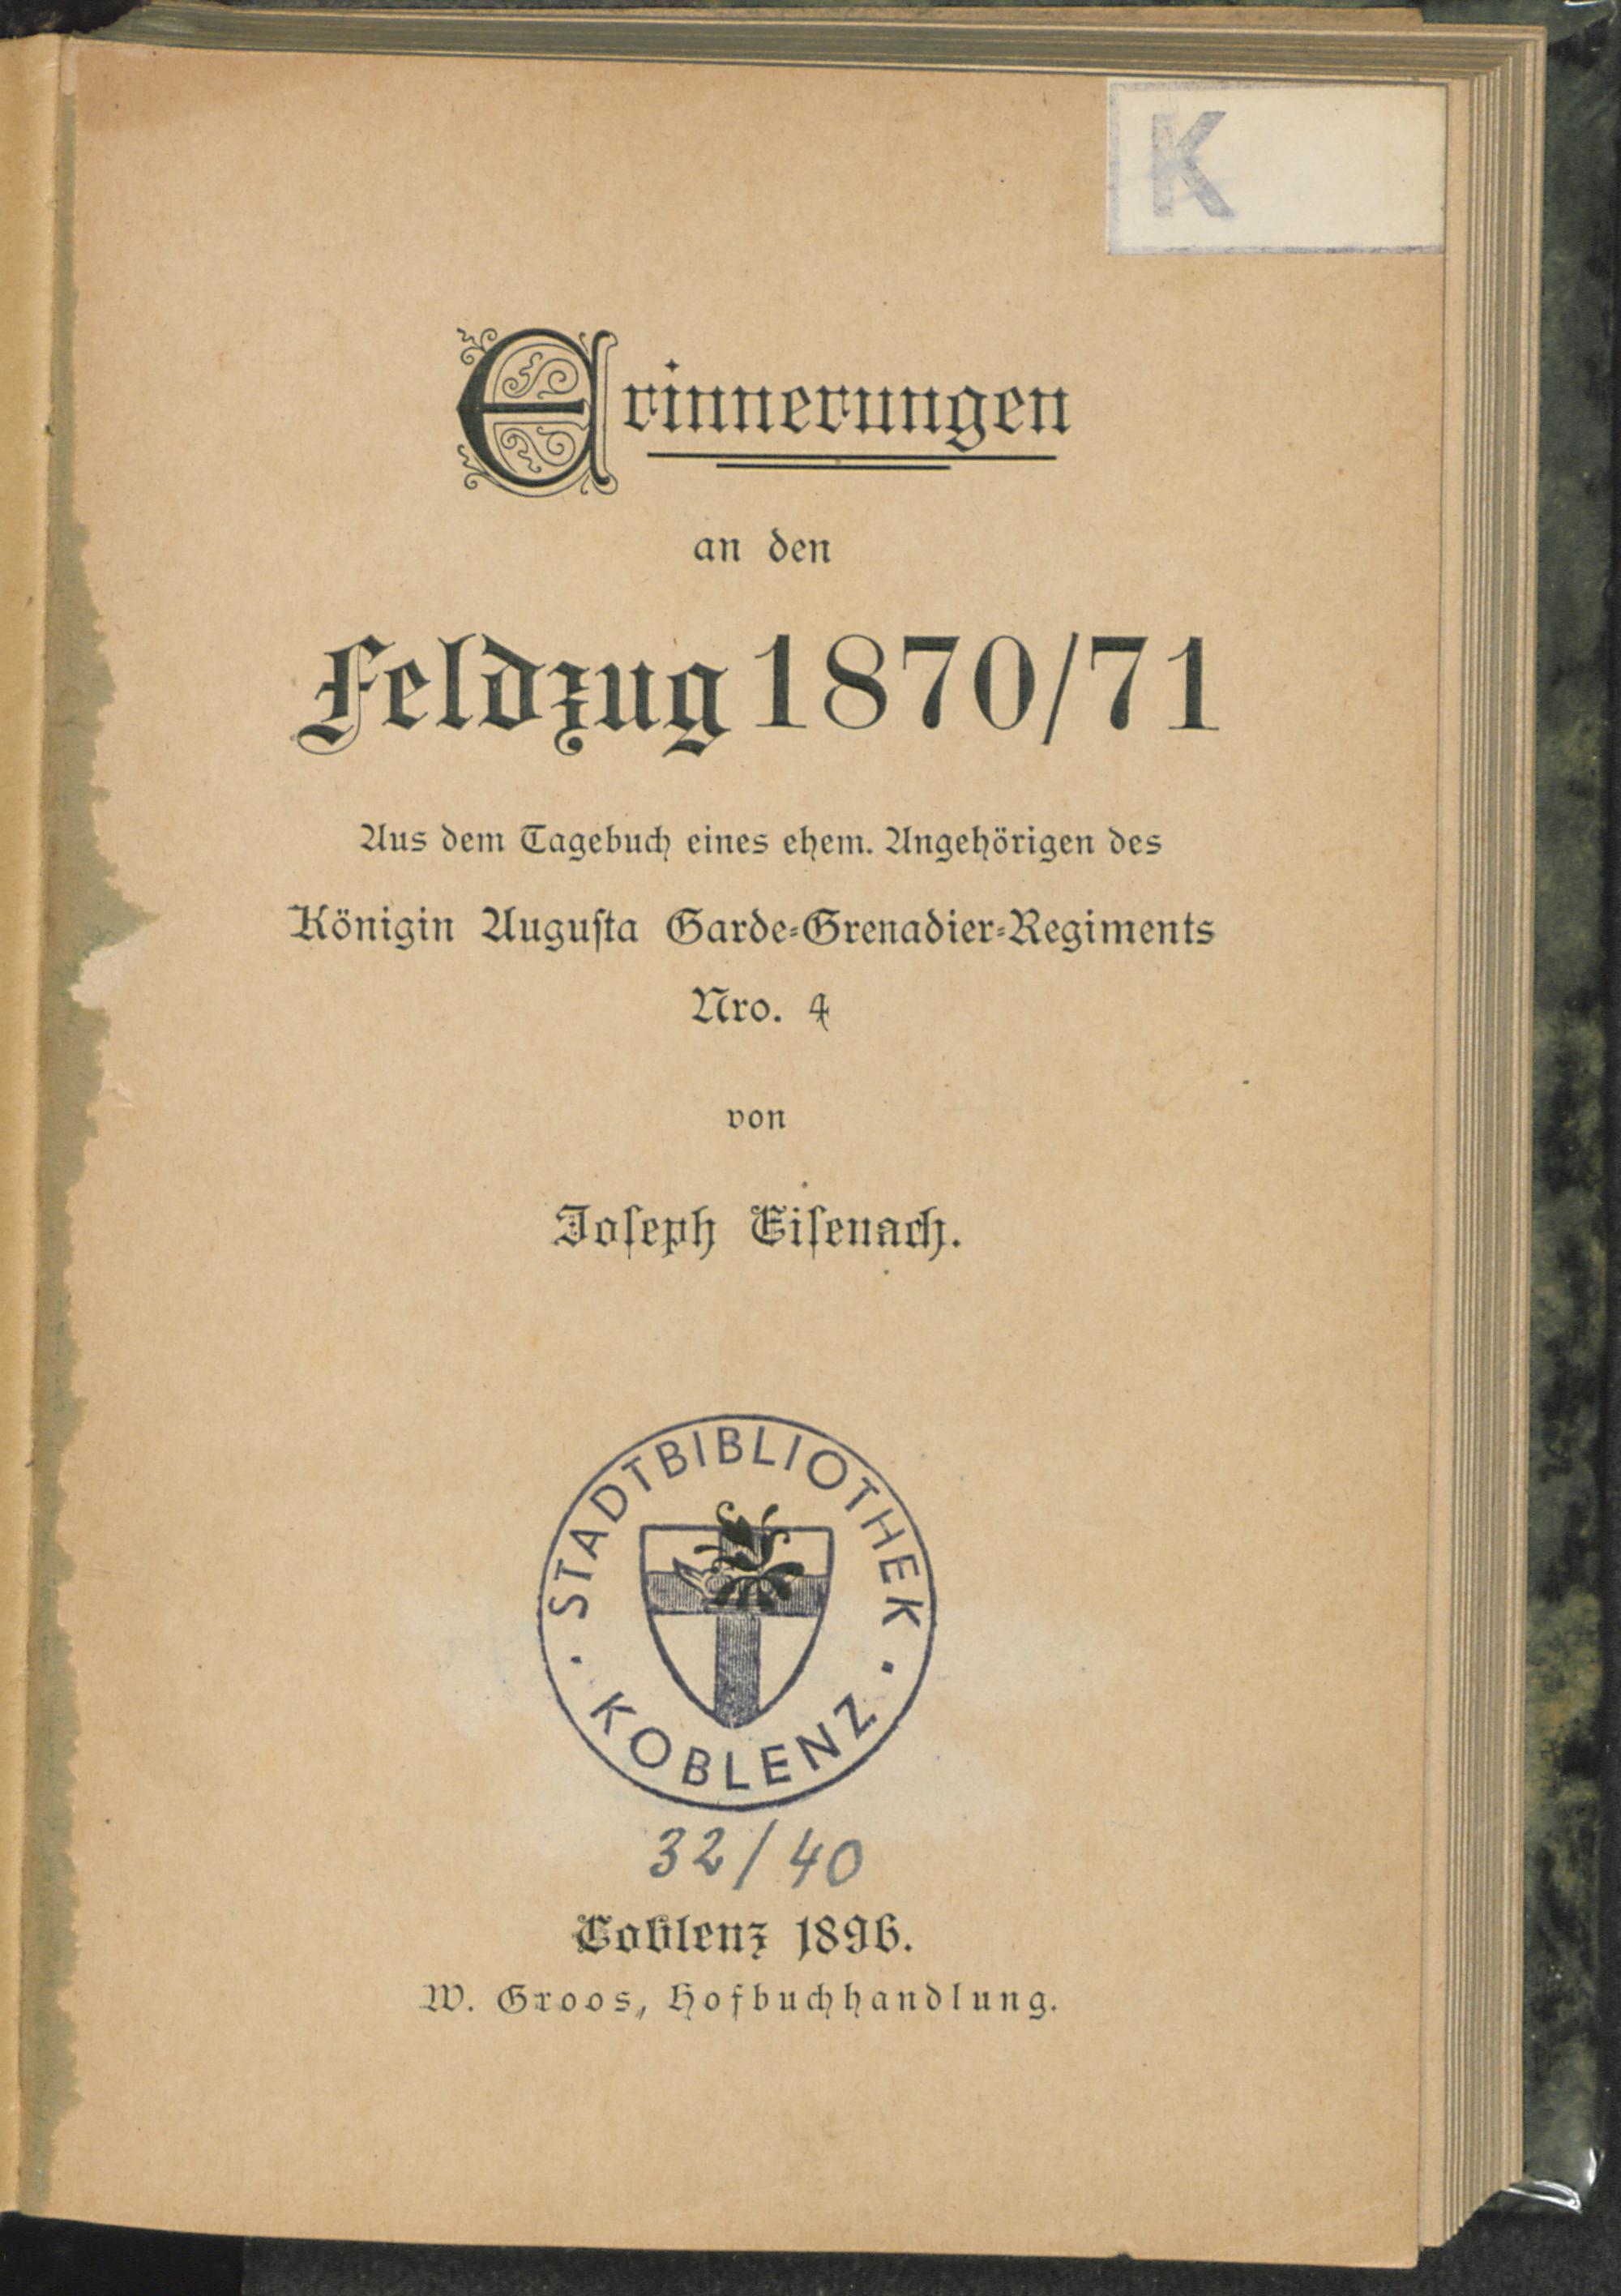 K
Erinnerungen
an den
Feldzug 1870/71
Aus dem Tagebuch eines ehem. Angehörigen des
Königin Auguſta Garde-Grenadier-Regiments
Nro. 4
von
Joſeph Eiſenach.
STADTBIBLIOTHEK
· KOBLENZ ·
32/40
Coblenz 1896.
W. Groos, Hofbuchhandlung.